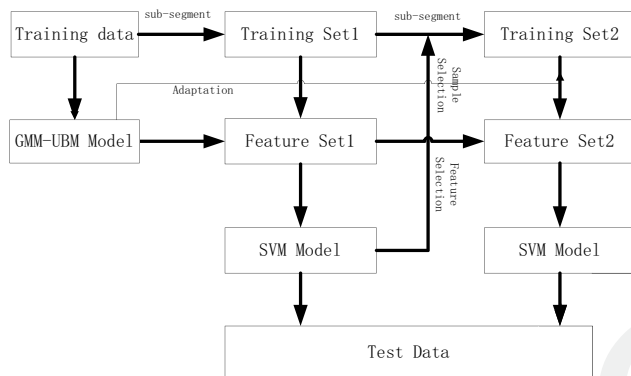 sub-segment
sub-segment
Training data
Training Set1
Training Set2
Sample
Selection
Adaptation
GMM-UBM Model
Feature Set1
Feature Set2
Feature
Selection
SVM Model
SVM Model
Test Data